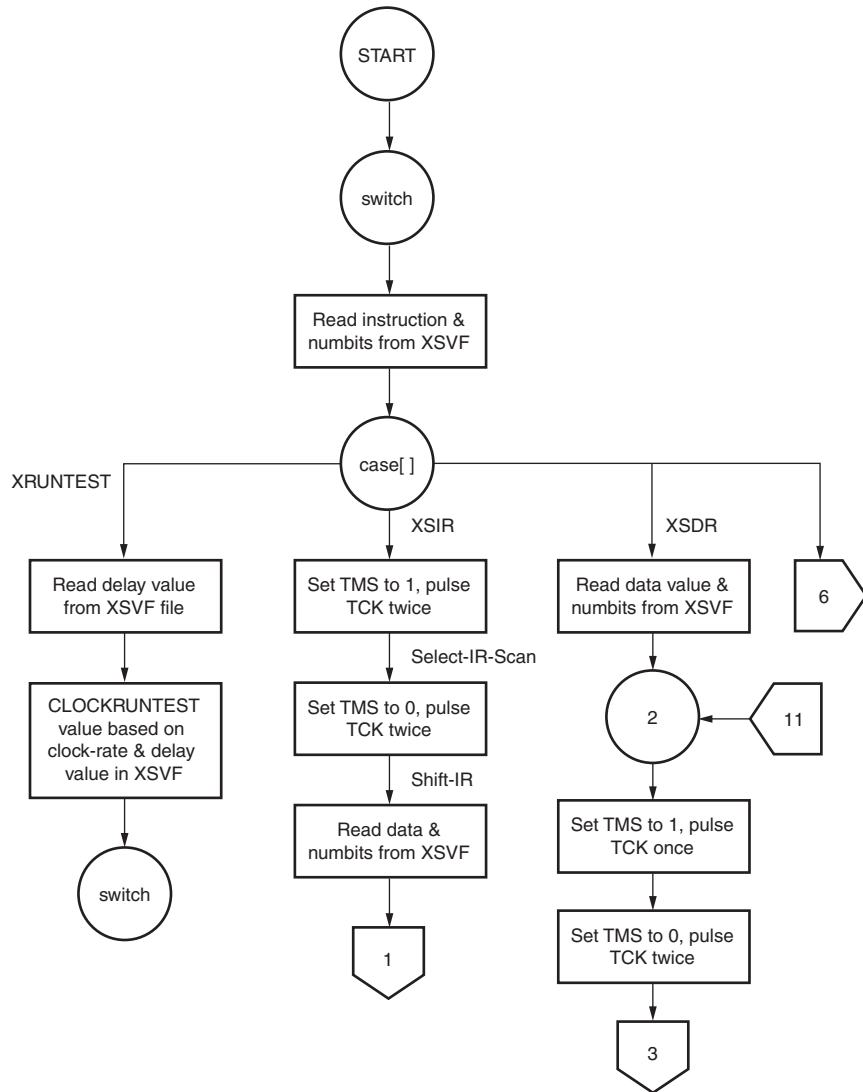 START
switch
Read instruction &
numbits from XSVF
case[ ]
XRUNTEST
XSIR
XSDR
Read delay value
from XSVF file
Set TMS to 1, pulse
TCK twice
Read data value &
numbits from XSVF
6
Select-IR-Scan
CLOCKRUNTEST
value based on
clock-rate & delay
value in XSVF
Set TMS to 0, pulse
TCK twice
2
11
Shift-IR
Read data &
numbits from XSVF
Set TMS to 1, pulse
TCK once
switch
1
Set TMS to 0, pulse
TCK twice
3